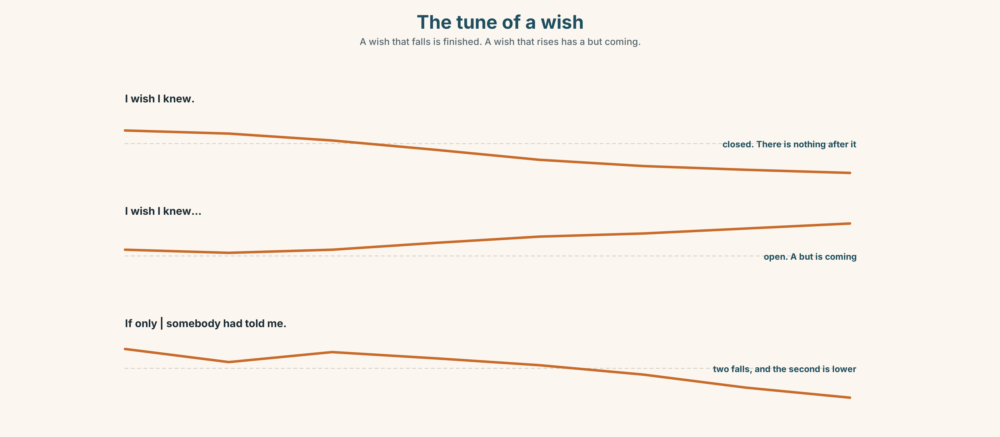 The tune of a wish
A wish that falls is finished. A wish that rises has a but coming.
I wish I knew.
closed. There is nothing after it
I wish I knew...
open. A but is coming
If only | somebody had told me.
two falls, and the second is lower